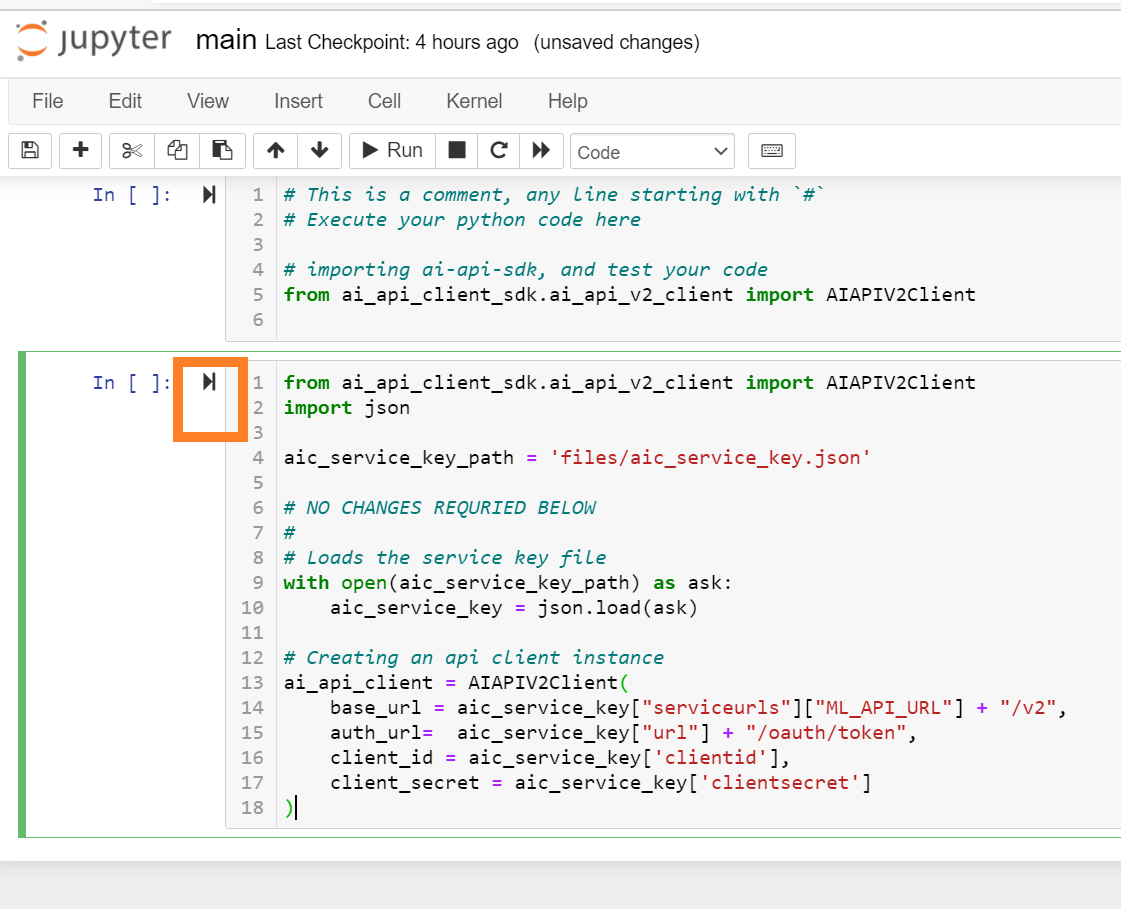 jupyter main Last Checkpoint: 4 hours ago (unsaved changes)
File Edit View Insert Cell Kernel Help
Run Code
In [ ]:
1 # This is a comment, any line starting with `#`
2 # Execute your python code here
3
4 # importing ai-api-sdk, and test your code
5 from ai_api_client_sdk.ai_api_v2_client import AIAPIV2Client
6
In [ ]:
1 from ai_api_client_sdk.ai_api_v2_client import AIAPIV2Client
2 import json
3
4 aic_service_key_path = 'files/aic_service_key.json'
5
6 # NO CHANGES REQURIED BELOW
7 #
8 # Loads the service key file
9 with open(aic_service_key_path) as ask:
10     aic_service_key = json.load(ask)
11
12 # Creating an api client instance
13 ai_api_client = AIAPIV2Client(
14     base_url = aic_service_key["serviceurls"]["ML_API_URL"] + "/v2",
15     auth_url=  aic_service_key["url"] + "/oauth/token",
16     client_id = aic_service_key['clientid'],
17     client_secret = aic_service_key['clientsecret']
18 )